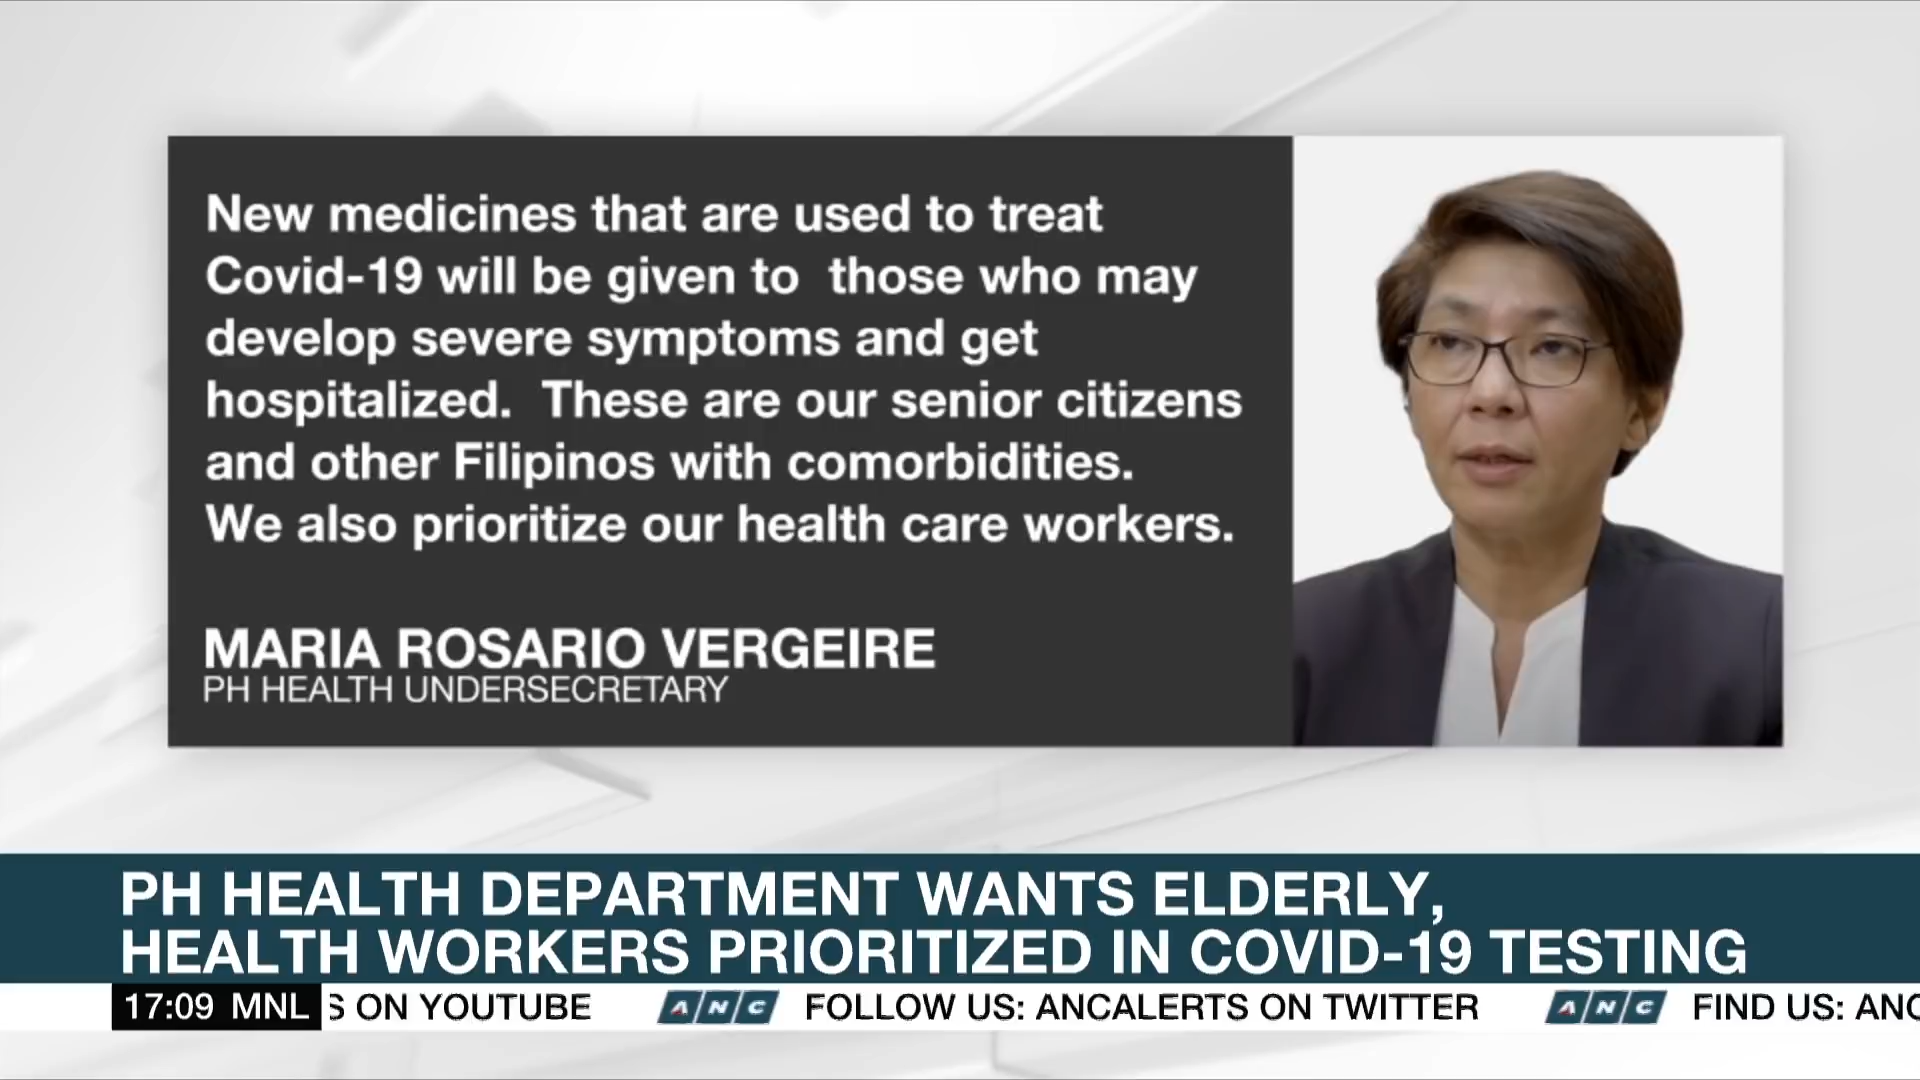 New medicines that are used to treat
Covid-19 will be given to  those who may
develop severe symptoms and get
hospitalized.  These are our senior citizens
and other Filipinos with comorbidities.
We also prioritize our health care workers.
MARIA ROSARIO VERGEIRE
PH HEALTH UNDERSECRETARY
PH HEALTH DEPARTMENT WANTS ELDERLY,
HEALTH WORKERS PRIORITIZED IN COVID-19 TESTING
17:09 MNL S ON YOUTUBE ANC FOLLOW US: ANCALERTS ON TWITTER ANC FIND US: ANC